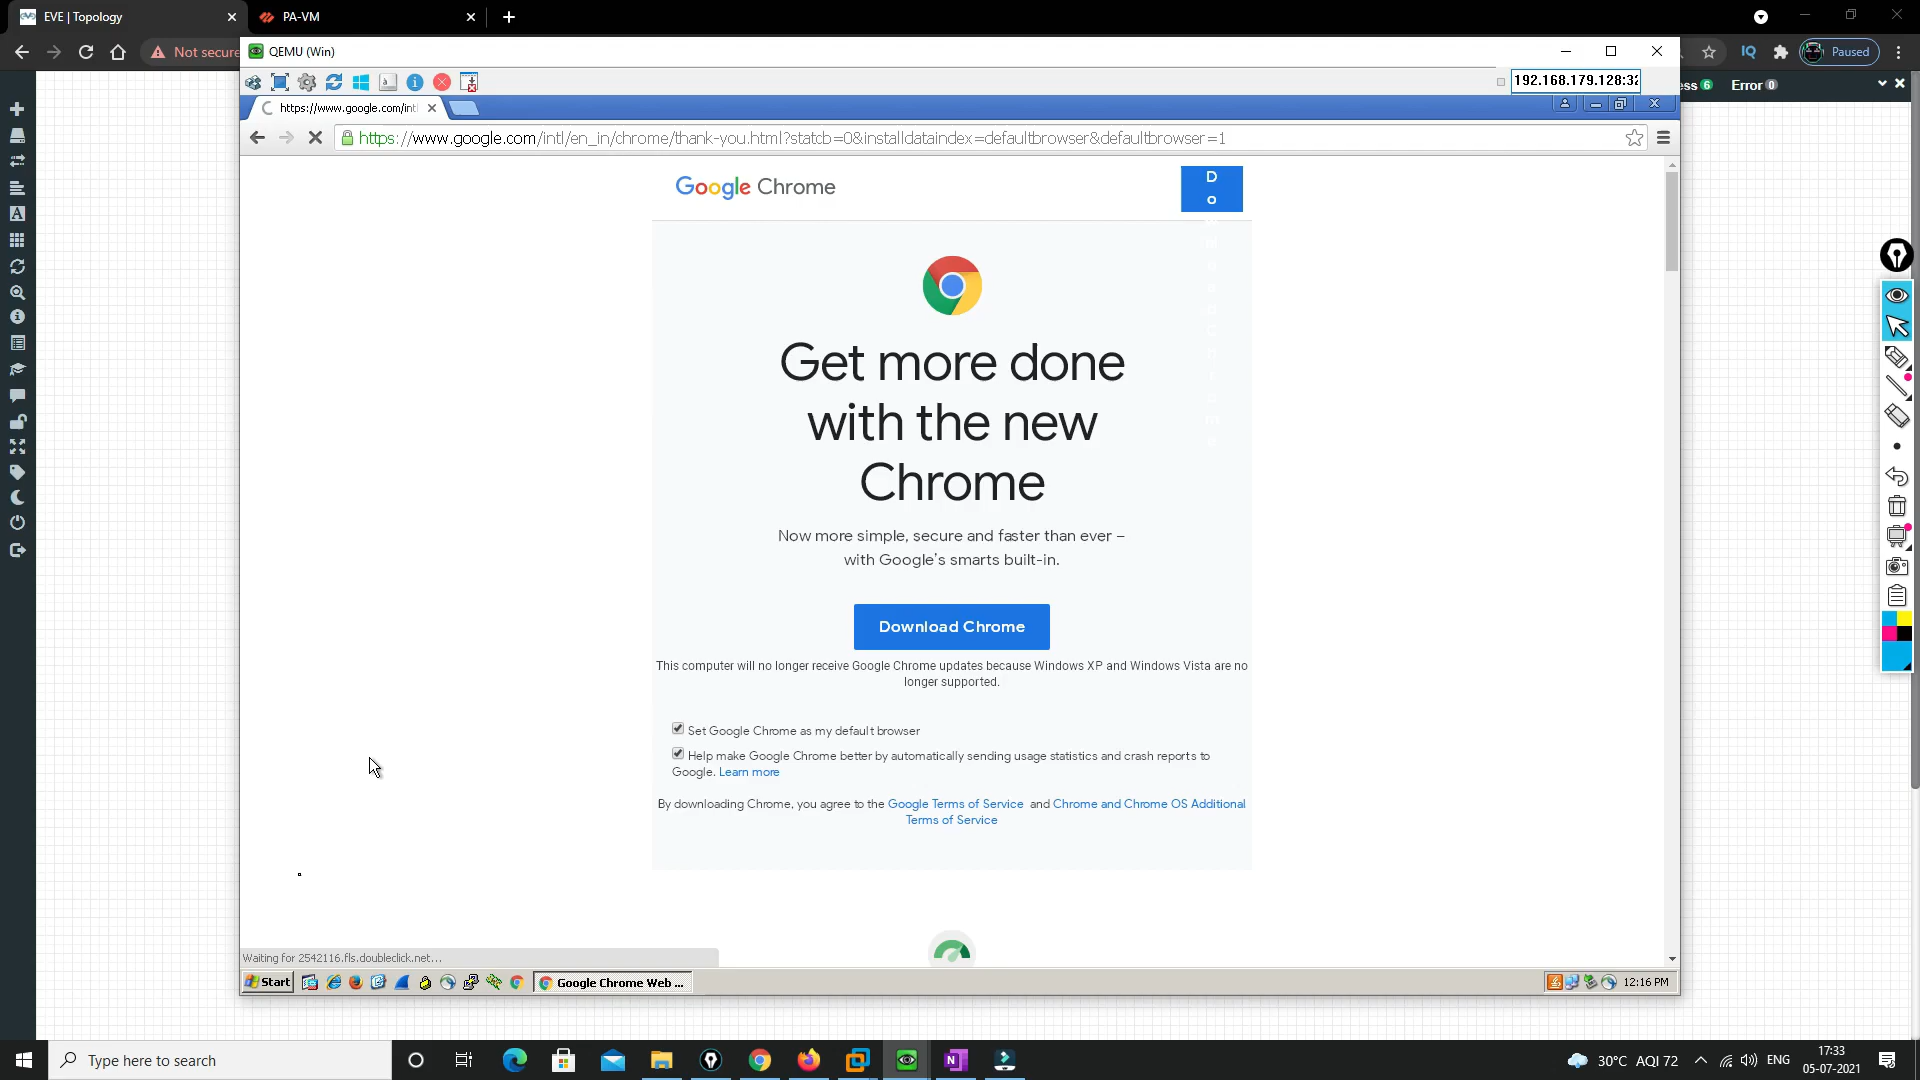 EVE | Topology
PA-VM
Not secure
Paused
QEMU (Win)
192.168.179.128:32
ess 6
Error 0
https://www.google.com/intl
https://www.google.com/intl/en_in/chrome/thank-you.html?statcb=0&installdataindex=defaultbrowser&defaultbrowser=1
Google Chrome
D
o
Get more done
with the new
Chrome
Now more simple, secure and faster than ever –
with Google's smarts built-in.
Download Chrome
This computer will no longer receive Google Chrome updates because Windows XP and Windows Vista are no
longer supported.
Set Google Chrome as my default browser
Help make Google Chrome better by automatically sending usage statistics and crash reports to
Google. Learn more
By downloading Chrome, you agree to the Google Terms of Service and Chrome and Chrome OS Additional
Terms of Service
Waiting for 2542116.fls.doubleclick.net...
Start
Google Chrome Web ...
12:16 PM
Type here to search
30°C AQI 72
ENG
17:33
05-07-2021